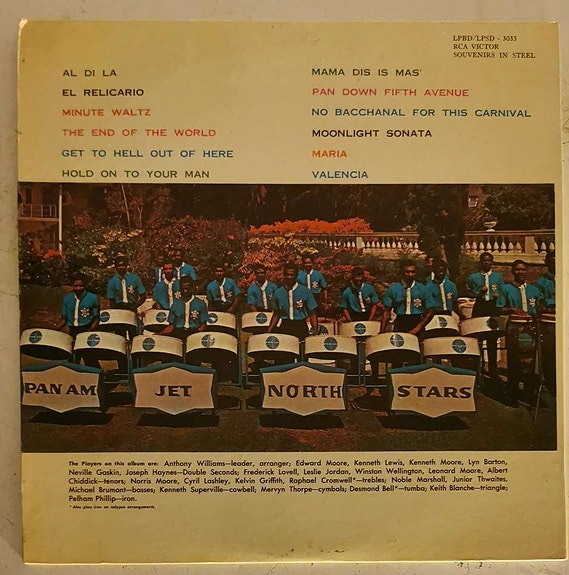 LPBD/LPSD - 3035
RCA VICTOR
SOUVENIRS IN STEEL
AL DI LA
EL RELICARIO
MINUTE WALTZ
THE END OF THE WORLD
GET TO HELL OUT OF HERE
HOLD ON TO YOUR MAN
MAMA DIS IS MAS'
PAN DOWN FIFTH AVENUE
NO BACCHANAL FOR THIS CARNIVAL
MOONLIGHT SONATA
MARIA
VALENCIA
PAN AM JET NORTH STARS
The Players on this album are: Anthony Williams—leader, arranger; Edward Moore, Kenneth Lewis, Kenneth Moore, Lyn Barton,
Neville Gaskin, Joseph Haynes—Double Seconds; Frederick Lovell, Leslie Jordan, Winston Wellington, Leonard Moore, Albert
Chiddick—tenors; Norris Moore, Cyril Lashley, Kelvin Griffith, Raphael Cromwell*—trebles; Noble Marshall, Junior Thwaites,
Michael Brumant—basses; Kenneth Superville—cowbell; Mervyn Thorpe—cymbals; Desmond Bell*—tumba; Keith Blanche—triangle;
Pelham Phillip—iron.
* Also play iron on calypso arrangements.